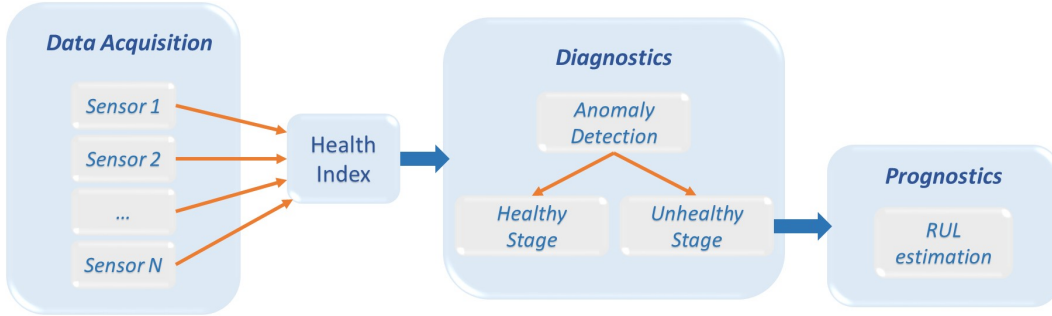 Data Acquisition
Sensor 1
Sensor 2
...
Sensor N
Health
Index
Diagnostics
Anomaly
Detection
Healthy
Stage
Unhealthy
Stage
Prognostics
RUL
estimation